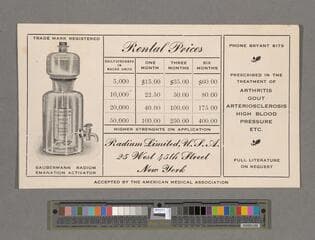 TRADE MARK REGISTERED
SAUBERMANN RADIUM
EMANATION ACTIVATOR
Rental Prices
DAILY STRENGTH IN MACHE UNITS ONE MONTH THREE MONTHS SIX MONTHS
5,000 $15.00 $35.00 $60.00
10,000 22.50 50.00 80.00
20,000 40.00 100.00 175.00
50,000 100.00 250.00 400.00
HIGHER STRENGTHS ON APPLICATION
Radium Limited, U.S.A.
25 West 45th Street
New York
PHONE BRYANT 6179
PRESCRIBED IN THE
TREATMENT OF
ARTHRITIS
GOUT
ARTERIOSCLEROSIS
HIGH BLOOD
PRESSURE
ETC.
FULL LITERATURE
ON REQUEST
ACCEPTED BY THE AMERICAN MEDICAL ASSOCIATION